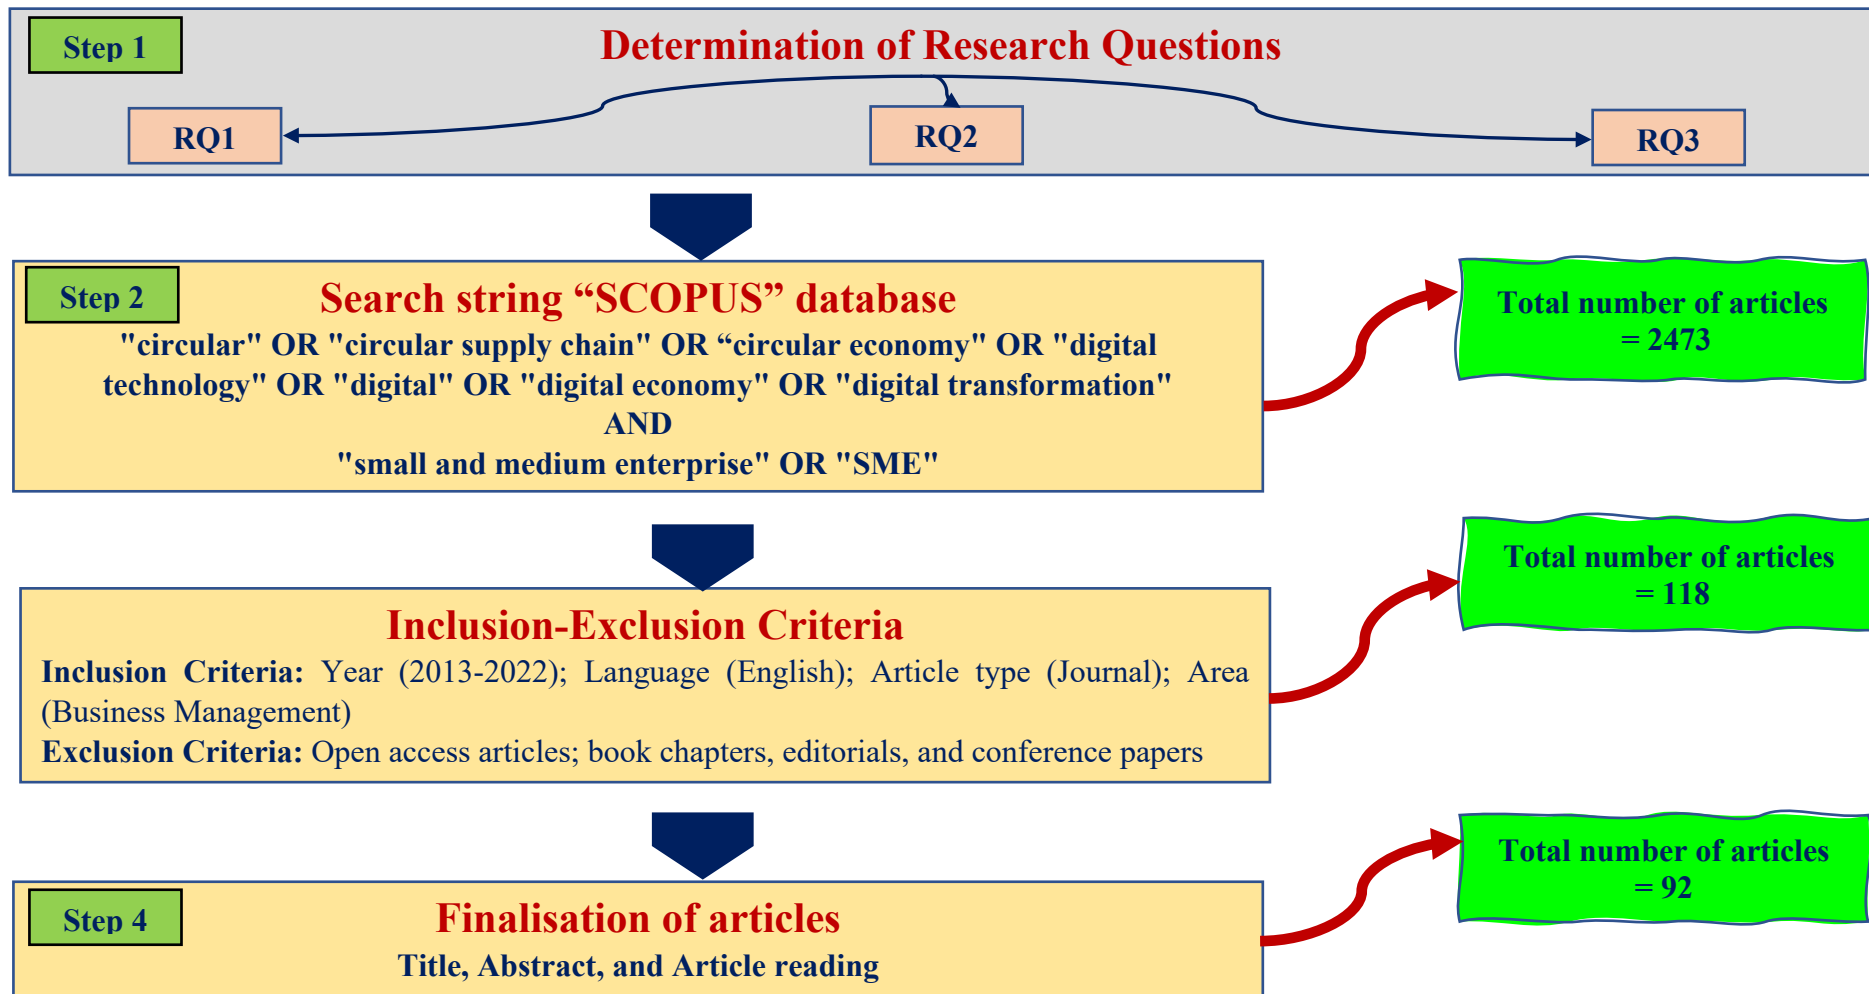 Step 1
Determination of Research Questions
RQ1
RQ2
RQ3
Step 2
Search string “SCOPUS” database
"circular" OR "circular supply chain" OR “circular economy" OR "digital
technology" OR "digital" OR "digital economy" OR "digital transformation"
AND
"small and medium enterprise" OR "SME"
Total number of articles
= 2473
Inclusion-Exclusion Criteria
Inclusion Criteria: Year (2013-2022); Language (English); Article type (Journal); Area
(Business Management)
Exclusion Criteria: Open access articles; book chapters, editorials, and conference papers
Total number of articles
= 118
Step 4
Finalisation of articles
Title, Abstract, and Article reading
Total number of articles
= 92